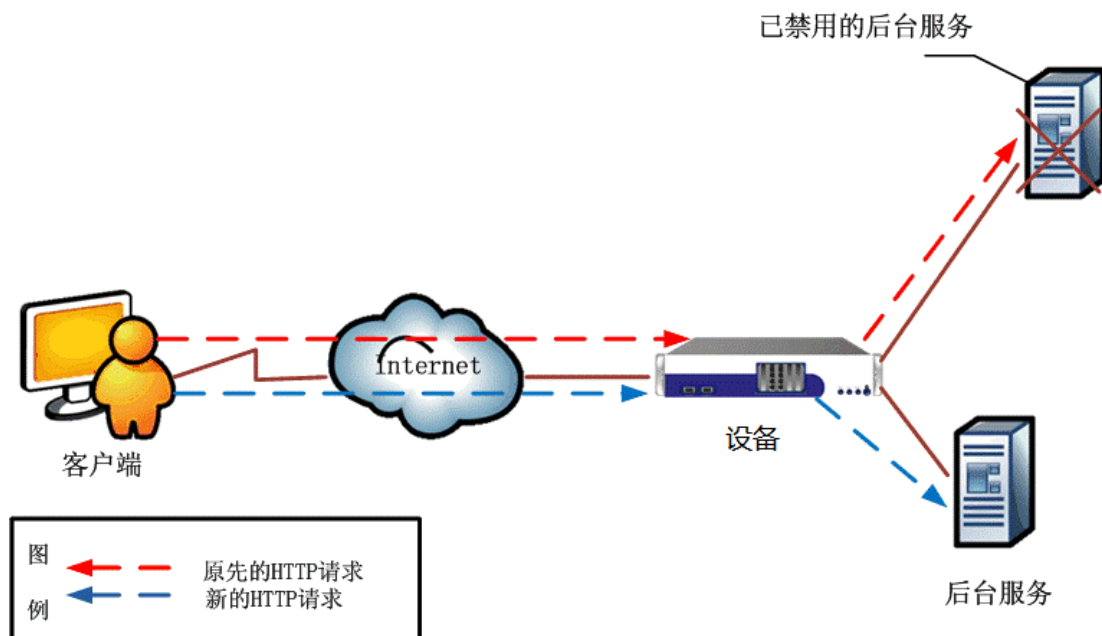 已禁用的后台服务
Internet
设备
客户端
后台服务
图例
原先的HTTP请求
新的HTTP请求